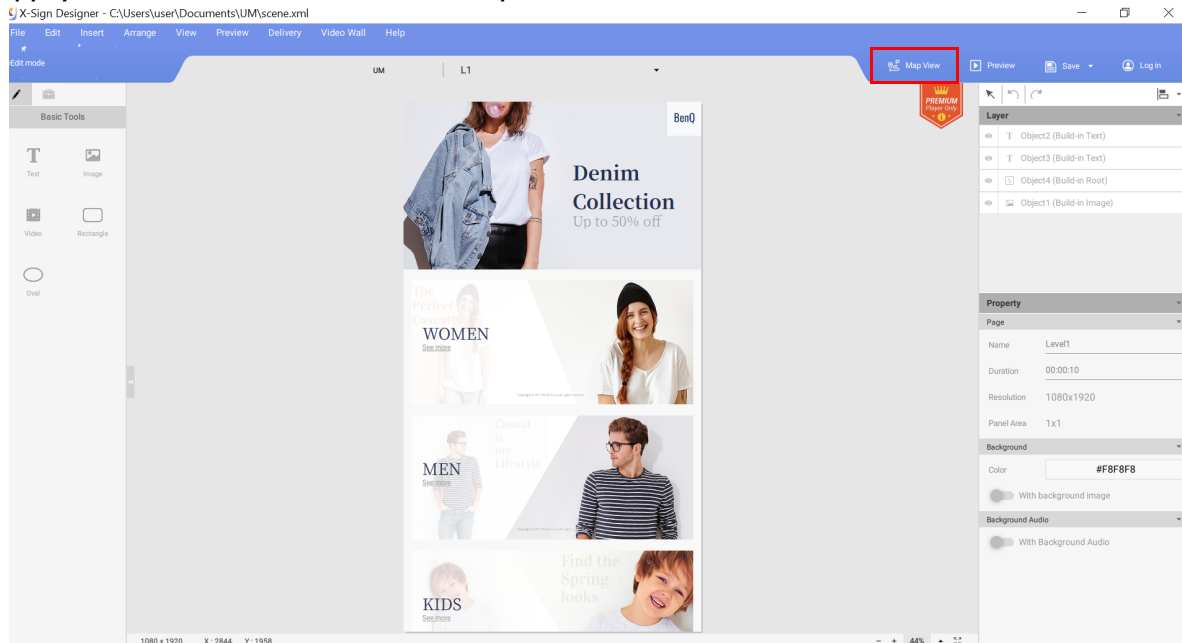 X-Sign Designer - C:\Users\user\Documents\UM\scene.xml
File Edit Insert Arrange View Preview Delivery Video Wall Help
Edit mode
UM L1
Map View Preview Save Log in
Basic Tools
Text Image
Video Rectangle
Oval
PREMIUM
Player Only
BenQ
Denim
Collection
Up to 50% off
The
Perfect
Casual
WOMEN
See more
Casual
is
my
Lifestyle
MEN
See more
Find the
Spring
looks
KIDS
See more
Layer
T Object2 (Build-in Text)
T Object3 (Build-in Text)
Object4 (Build-in Root)
Object1 (Build-in Image)
Property
Page
Name Level1
Duration 00:00:10
Resolution 1080x1920
Panel Area 1x1
Background
Color #F8F8F8
With background image
Background Audio
With Background Audio
1080 x 1920 X : 2844 Y : 1958
- + 44%